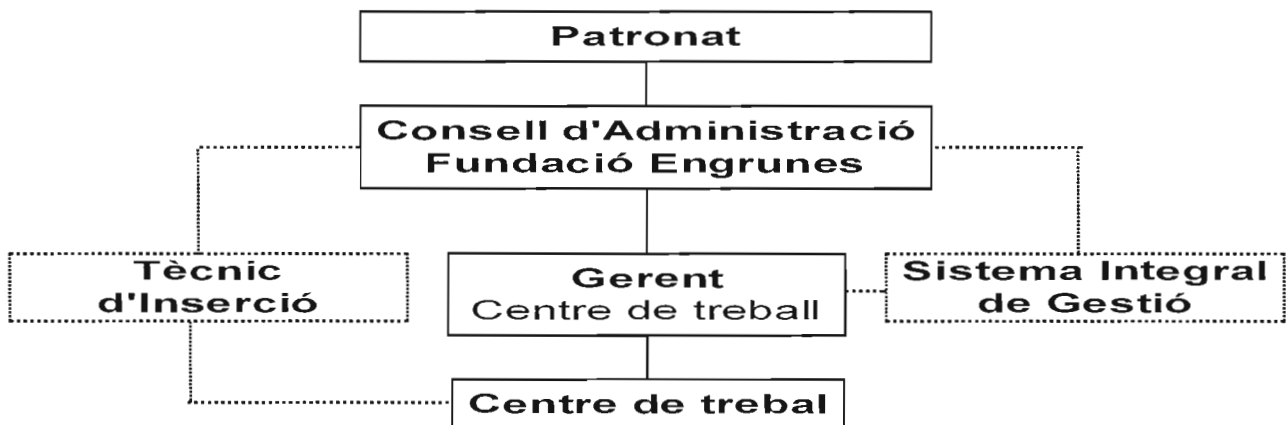 Patronat
Consell d'Administració
Fundació Engrunes
Tècnic
d'Inserció
Gerent
Centre de treball
Sistema Integral
de Gestió
Centre de trebal